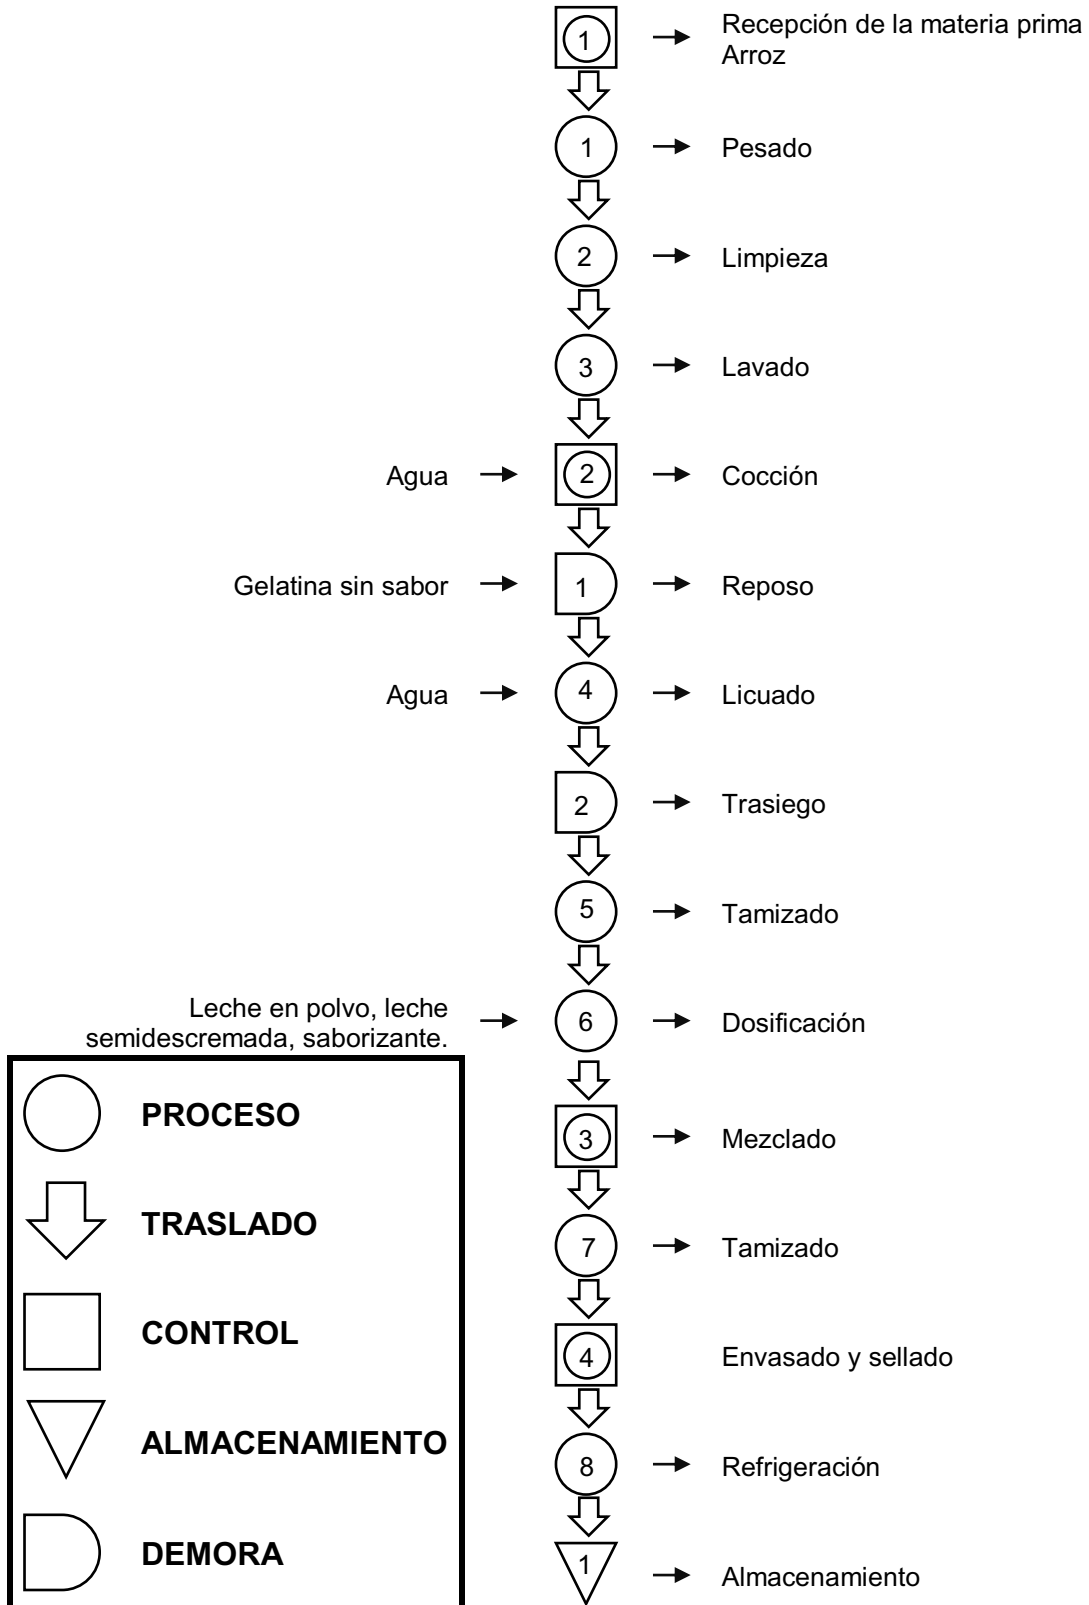 1
Recepción de la materia prima
Arroz
1
Pesado
2
Limpieza
3
Lavado
Agua
2
Cocción
Gelatina sin sabor
1
Reposo
Agua
4
Licuado
2
Trasiego
5
Tamizado
Leche en polvo, leche
semidescremada, saborizante.
6
Dosificación
3
Mezclado
7
Tamizado
4
Envasado y sellado
8
Refrigeración
1
Almacenamiento
PROCESO
TRASLADO
CONTROL
ALMACENAMIENTO
DEMORA